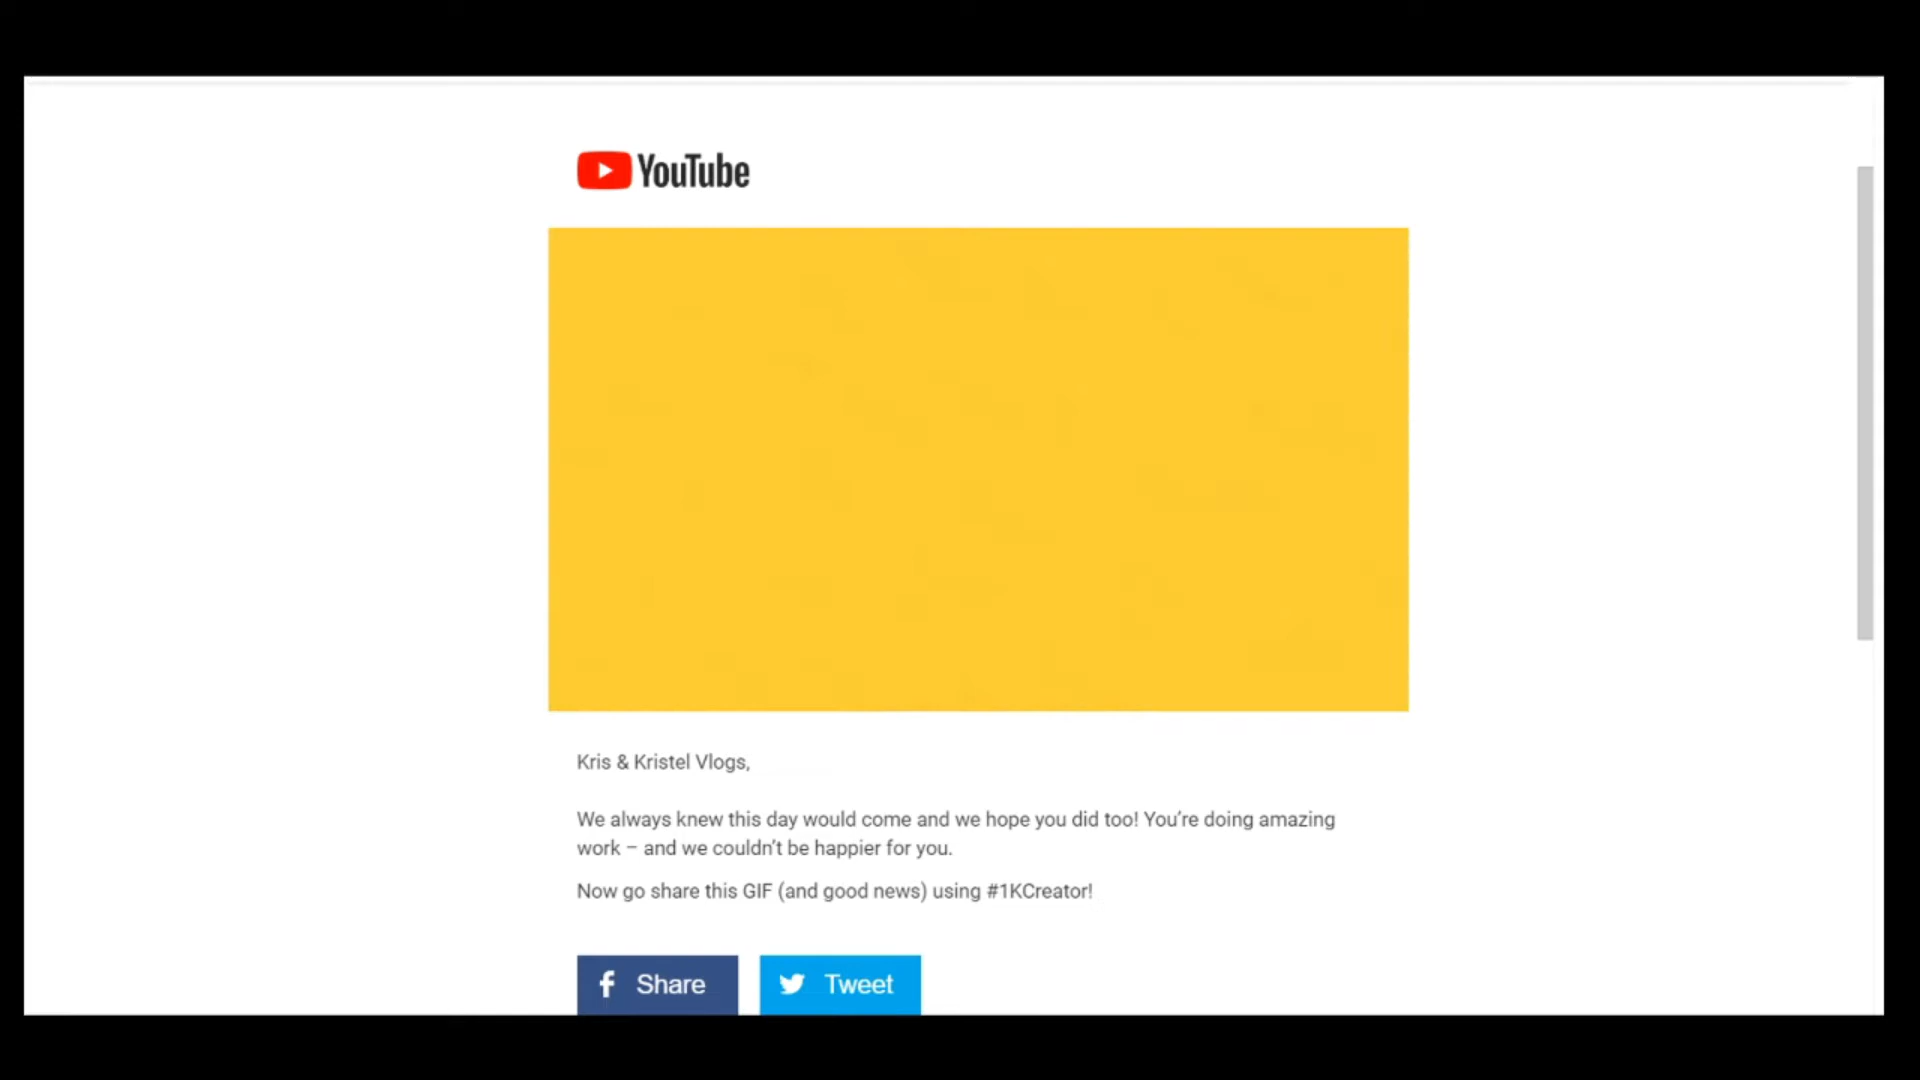 YouTube
Kris & Kristel Vlogs,
We always knew this day would come and we hope you did too! You’re doing amazing
work – and we couldn’t be happier for you.
Now go share this GIF (and good news) using #1KCreator!
Share
Tweet